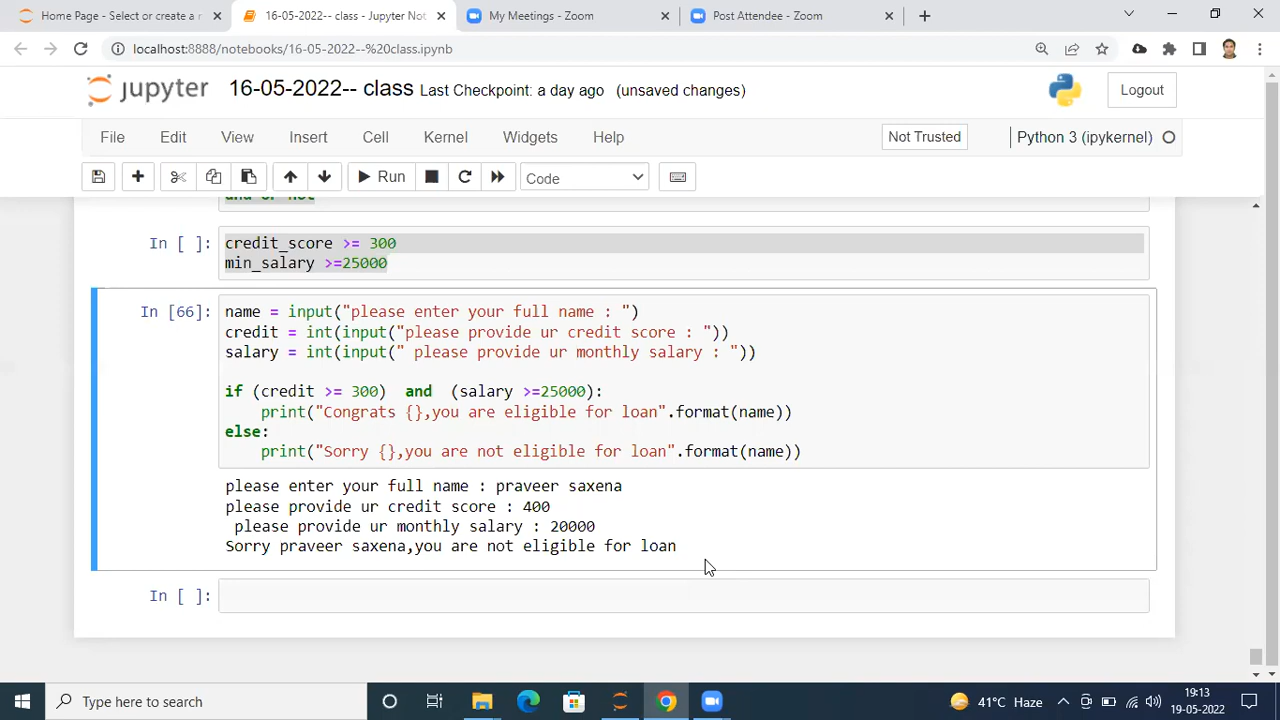 Home Page - Select or create a n
16-05-2022-- class - Jupyter Not
My Meetings - Zoom
Post Attendee - Zoom
localhost:8888/notebooks/16-05-2022--%20class.ipynb
jupyter 16-05-2022-- class Last Checkpoint: a day ago (unsaved changes)
Logout
File Edit View Insert Cell Kernel Widgets Help
Not Trusted
Python 3 (ipykernel)
Run
Code
and or not
In [ ]: credit_score >= 300
min_salary >=25000
In [66]: name = input("please enter your full name : ")
credit = int(input("please provide ur credit score : "))
salary = int(input(" please provide ur monthly salary : "))
if (credit >= 300)  and  (salary >=25000):
    print("Congrats {},you are eligible for loan".format(name))
else:
    print("Sorry {},you are not eligible for loan".format(name))
please enter your full name : praveer saxena
please provide ur credit score : 400
 please provide ur monthly salary : 20000
Sorry praveer saxena,you are not eligible for loan
In [ ]:
Type here to search
41°C Haze
19:13
19-05-2022